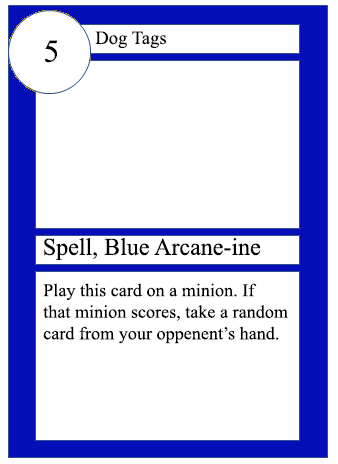 5
Dog Tags
Spell, Blue Arcane-ine
Play this card on a minion. If
that minion scores, take a random
card from your oppenent’s hand.